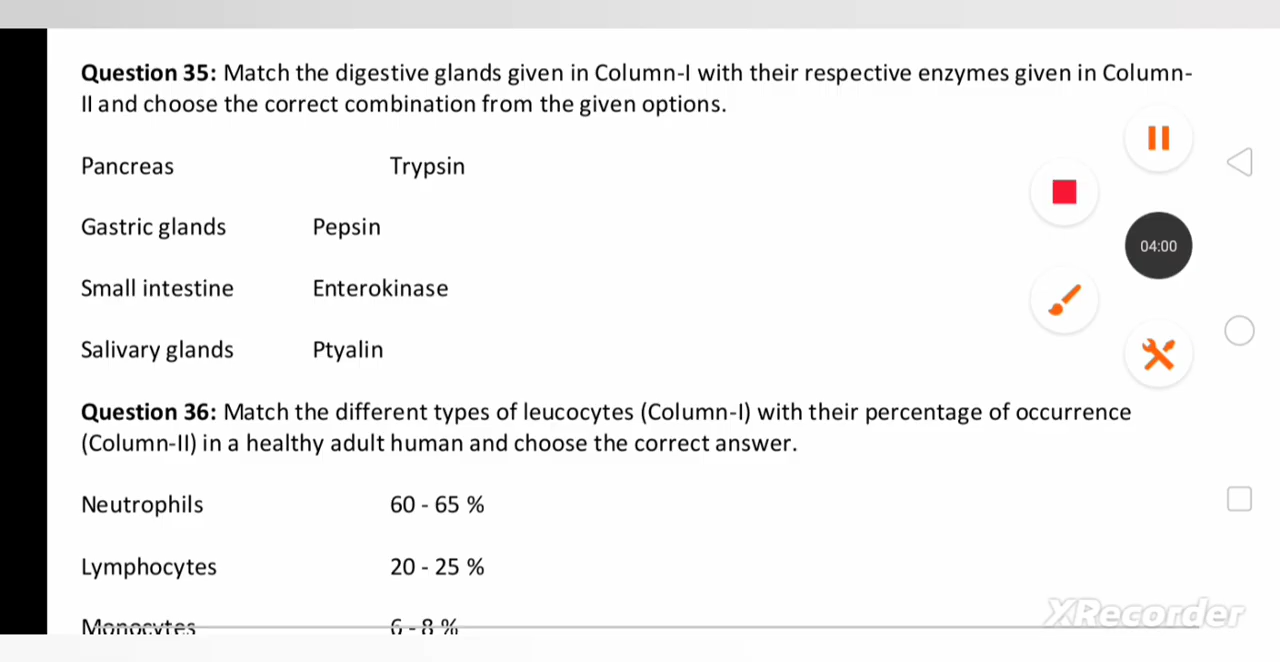 Question 35: Match the digestive glands given in Column-I with their respective enzymes given in Column-
II and choose the correct combination from the given options.
Pancreas Trypsin
Gastric glands Pepsin
Small intestine Enterokinase
Salivary glands Ptyalin
Question 36: Match the different types of leucocytes (Column-I) with their percentage of occurrence
(Column-II) in a healthy adult human and choose the correct answer.
Neutrophils 60 - 65 %
Lymphocytes 20 - 25 %
Monocytes 6 - 8 %
04:00
XRecorder